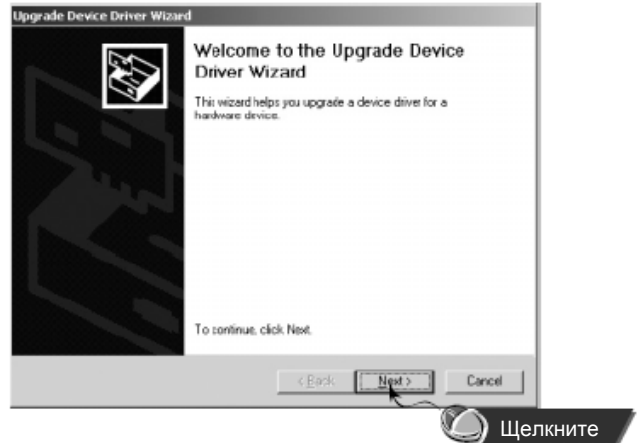 Upgrade Device Driver Wizard
Welcome to the Upgrade Device
Driver Wizard
This wizard helps you upgrade a device driver for a
hardware device.
To continue, click Next.
< Back
Next >
Cancel
Щелкните